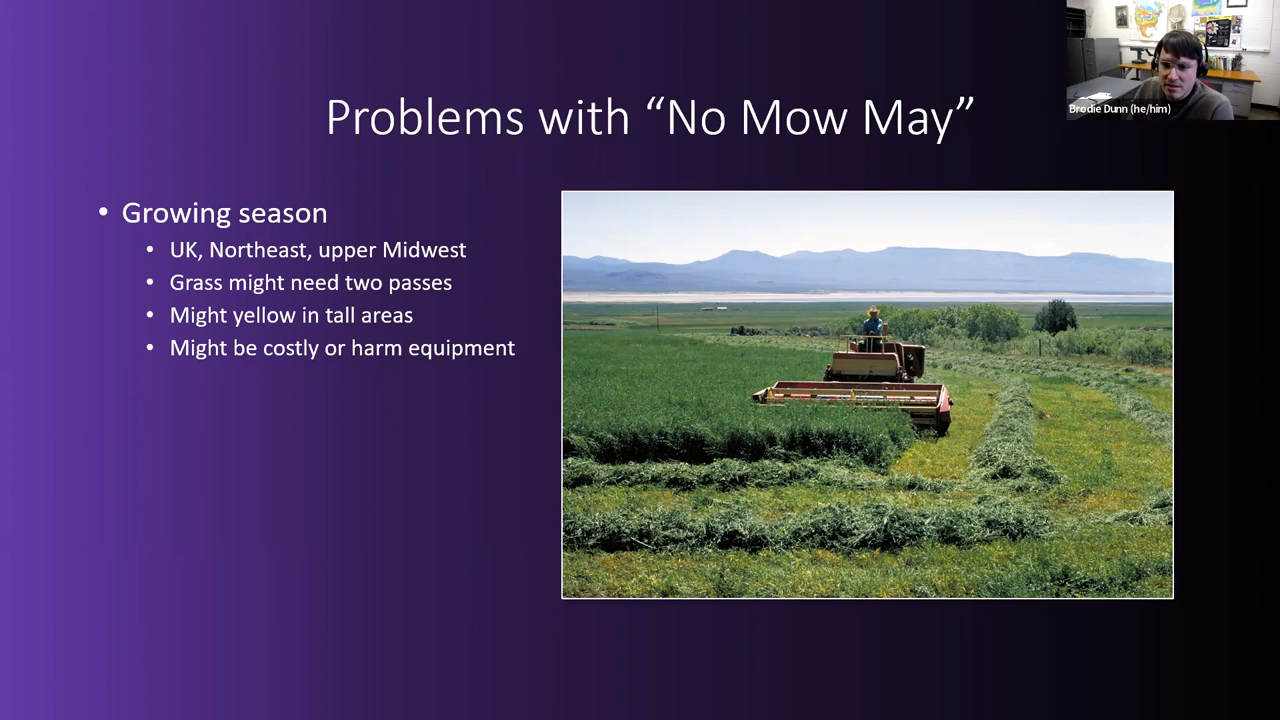 Problems with “No Mow May”
Brodie Dunn (he/him)
• Growing season
• UK, Northeast, upper Midwest
• Grass might need two passes
• Might yellow in tall areas
• Might be costly or harm equipment